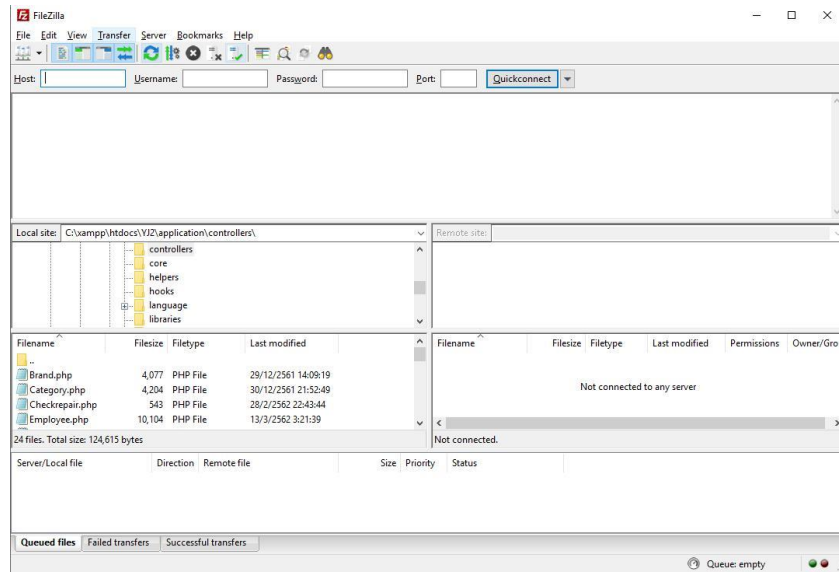 FileZilla
File Edit View Transfer Server Bookmarks Help
Host: Username: Password: Port: Quickconnect
Local site: C:\xampp\htdocs\YJZ\application\controllers\
Remote site:
controllers
core
helpers
hooks
language
libraries
Filename Filesize Filetype Last modified
..
Brand.php 4,077 PHP File 29/12/2561 14:09:19
Category.php 4,204 PHP File 30/12/2561 21:52:49
Checkrepair.php 543 PHP File 28/2/2562 22:43:44
Employee.php 10,104 PHP File 13/3/2562 3:21:39
24 files. Total size: 124,615 bytes
Filename Filesize Filetype Last modified Permissions Owner/Gro
Not connected to any server
Not connected.
Server/Local file Direction Remote file Size Priority Status
Queued files Failed transfers Successful transfers
Queue: empty